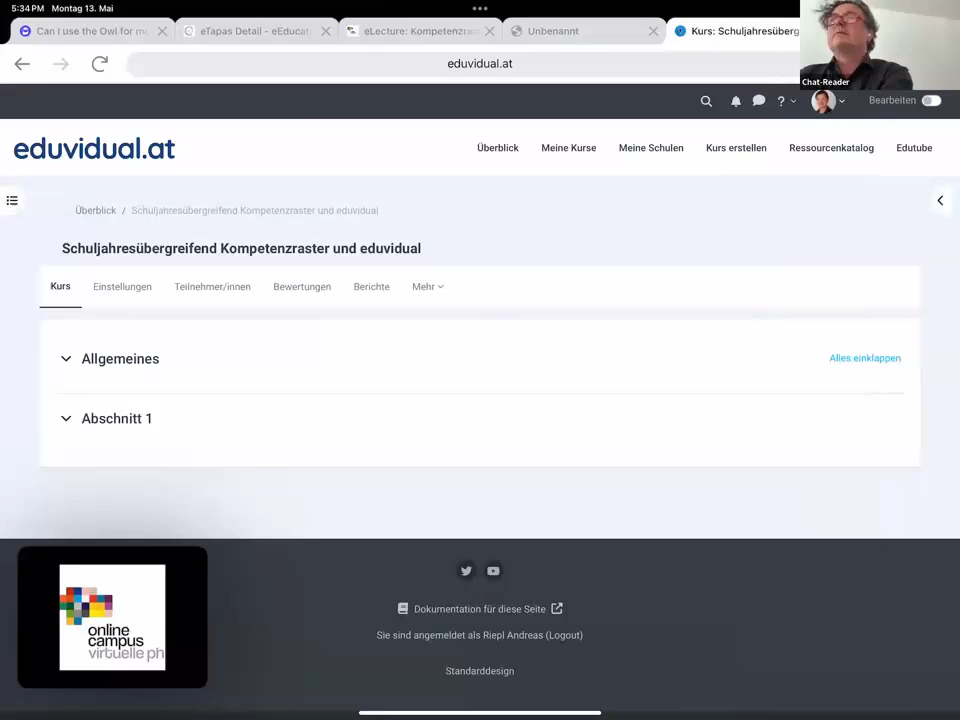 5:34 PM Montag 13. Mai
Can I use the Owl for m
eTapas Detail - eEducat
eLecture: Kompetenzras
Unbenannt
Kurs: Schuljahresüberg
eduvidual.at
Chat-Reader
Bearbeiten
eduvidual.at
Überblick
Meine Kurse
Meine Schulen
Kurs erstellen
Ressourcenkatalog
Edutube
Überblick / Schuljahresübergreifend Kompetenzraster und eduvidual
Schuljahresübergreifend Kompetenzraster und eduvidual
Kurs
Einstellungen
Teilnehmer/innen
Bewertungen
Berichte
Mehr
Allgemeines
Alles einklappen
Abschnitt 1
online
campus
virtuelle ph
Dokumentation für diese Seite
Sie sind angemeldet als Riepl Andreas (Logout)
Standarddesign